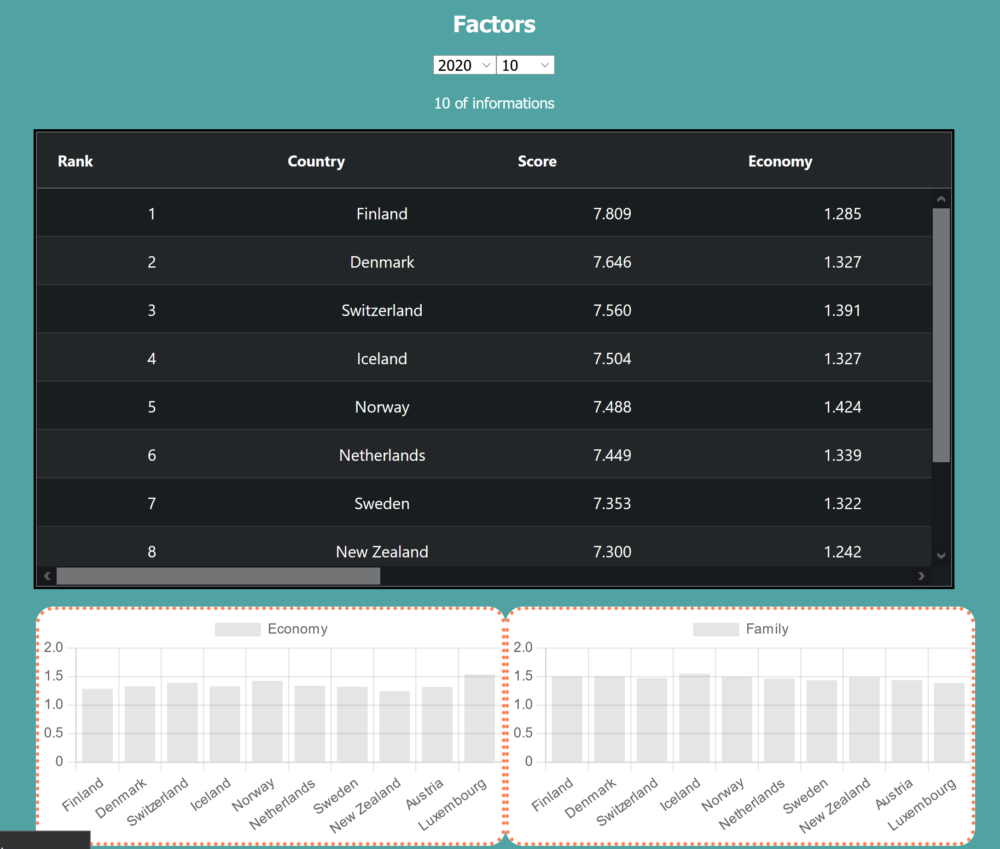 Factors
2020 10
10 of informations
Rank Country Score Economy
1 Finland 7.809 1.285
2 Denmark 7.646 1.327
3 Switzerland 7.560 1.391
4 Iceland 7.504 1.327
5 Norway 7.488 1.424
6 Netherlands 7.449 1.339
7 Sweden 7.353 1.322
8 New Zealand 7.300 1.242
Economy
2.0
1.5
1.0
0.5
0
Finland Denmark Switzerland Iceland Norway Netherlands Sweden New Zealand Austria Luxembourg
Family
2.0
1.5
1.0
0.5
0
Finland Denmark Switzerland Iceland Norway Netherlands Sweden New Zealand Austria Luxembourg